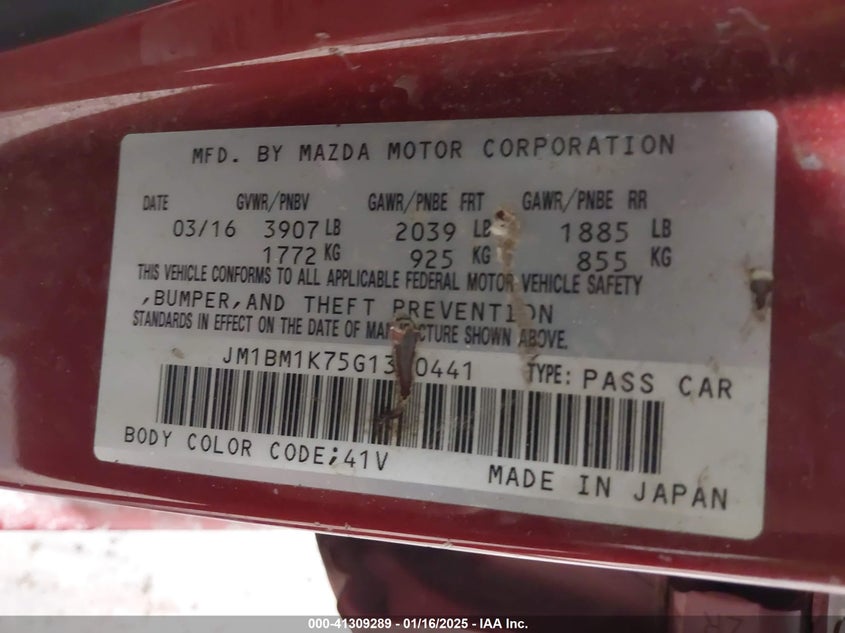 MFD. BY MAZDA MOTOR CORPORATION
DATE GVWR/PNBV GAWR/PNBE FRT GAWR/PNBE RR
03/16 3907 LB 2039 LB 1885 LB
1772 KG 925 KG 855 KG
THIS VEHICLE CONFORMS TO ALL APPLICABLE FEDERAL MOTOR VEHICLE SAFETY
,BUMPER,AND THEFT PREVENTION
STANDARDS IN EFFECT ON THE DATE OF MANUFACTURE SHOWN ABOVE.
TYPE: PASS CAR
BODY COLOR CODE;41V
MADE IN JAPAN
000-41309289 - 01/16/2025 - IAA Inc.